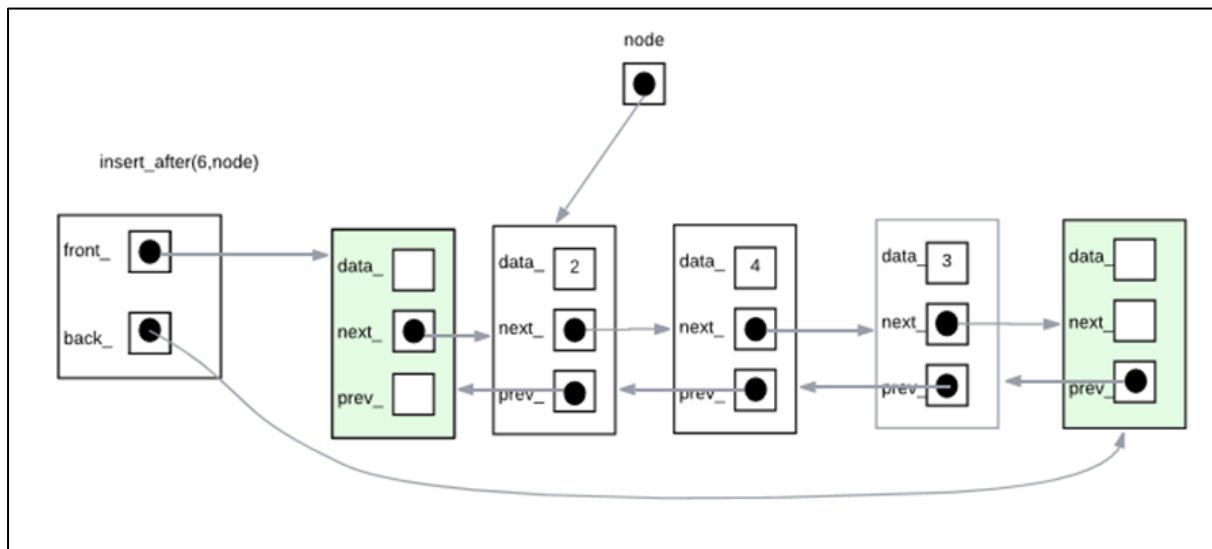 node
insert_after(6,node)
front_
back_
data_
next_
prev_
data_ 2
next_
prev_
data_ 4
next_
prev_
data_ 3
next_
prev_
data_
next_
prev_